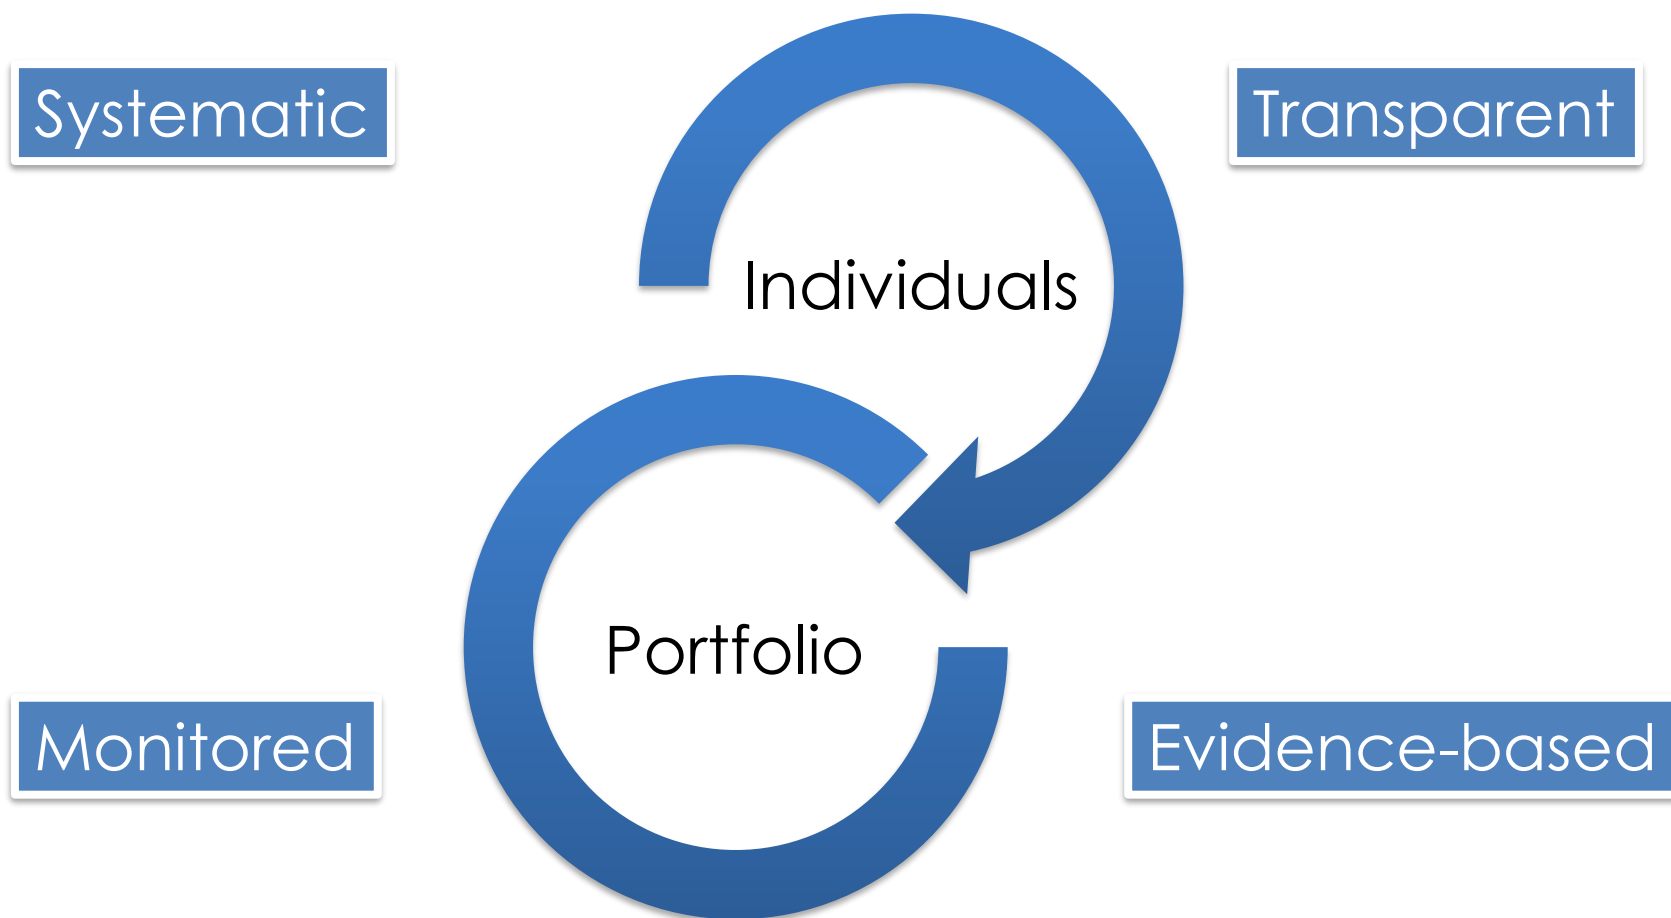 Systematic
Transparent
Individuals
Portfolio
Monitored
Evidence-based